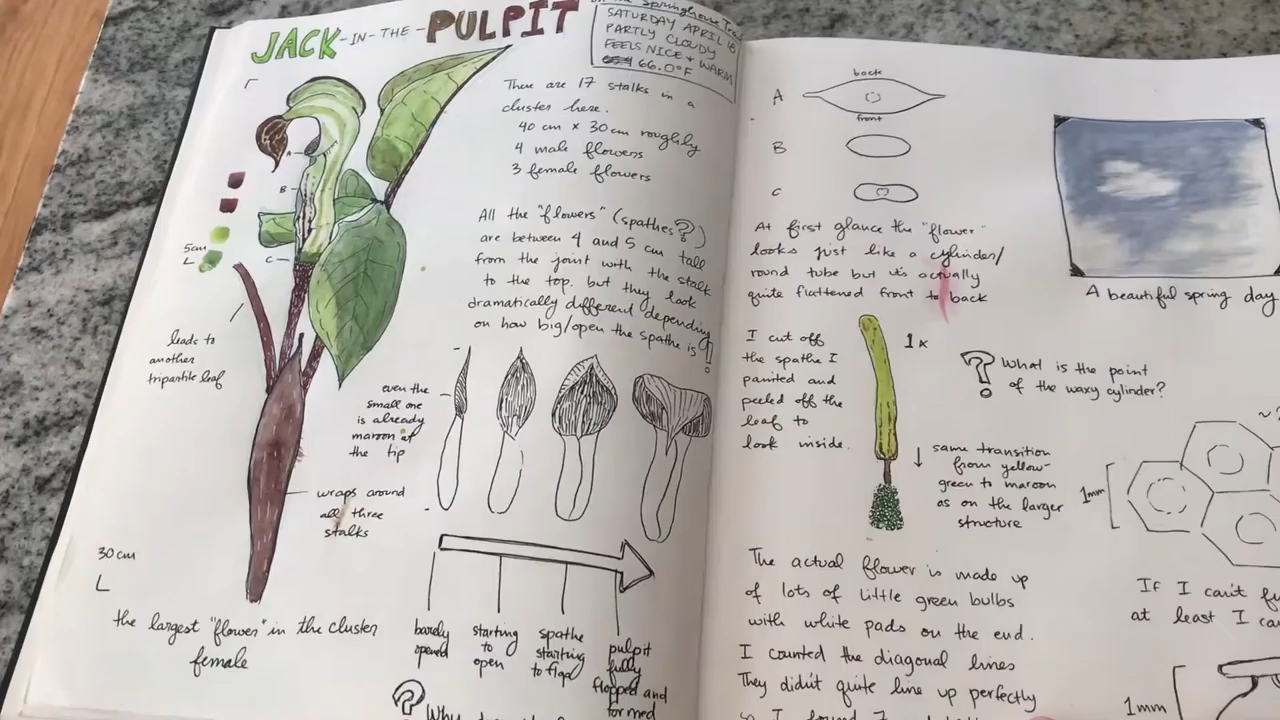 JACK-IN-THE-PULPIT
on the Springhouse
SATURDAY APRIL 18
PARTLY CLOUDY
FEELS NICE + WARM
66.0°F
There are 17 stalks in a
cluster here.
40 cm x 30 cm roughly
4 male flowers
3 female flowers
All the "flowers" (spathes?)
are between 4 and 5 cm tall
from the joint with the stalk
to the top, but they look
dramatically different depending
on how big/open the spathe is!
A
B
C
5cm
leads to
another
tripartite leaf
even the
small one
is already
maroon at
the tip
wraps around
all three
stalks
30 cm
the largest "flower" in the cluster
female
barely
opened
starting
to
open
spathe
starting
to flop
pulpit
fully
flopped and
formed
? Why
A
back
front
B
C
At first glance the "flower"
looks just like a cylinder/
round tube but it's actually
quite flattened front to back
A beautiful spring day
I cut off
the spathe I
painted and
peeled off the
leaf to
look inside.
1x
? What is the point
of the waxy cylinder?
↓ same transition
from yellow-
green to maroon
as on the larger
structure
1mm
The actual flower is made up
of lots of little green bulbs
with white pads on the end.
I counted the diagonal lines
They didn't quite line up perfectly
so I found 7
If I can't
at least I
1mm